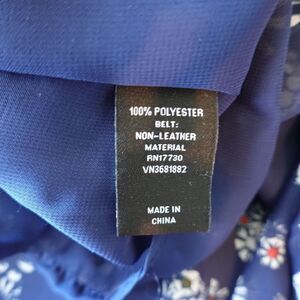 100% POLYESTER
BELT:
NON-LEATHER
MATERIAL
RN17730
VN3681882
MADE IN
CHINA